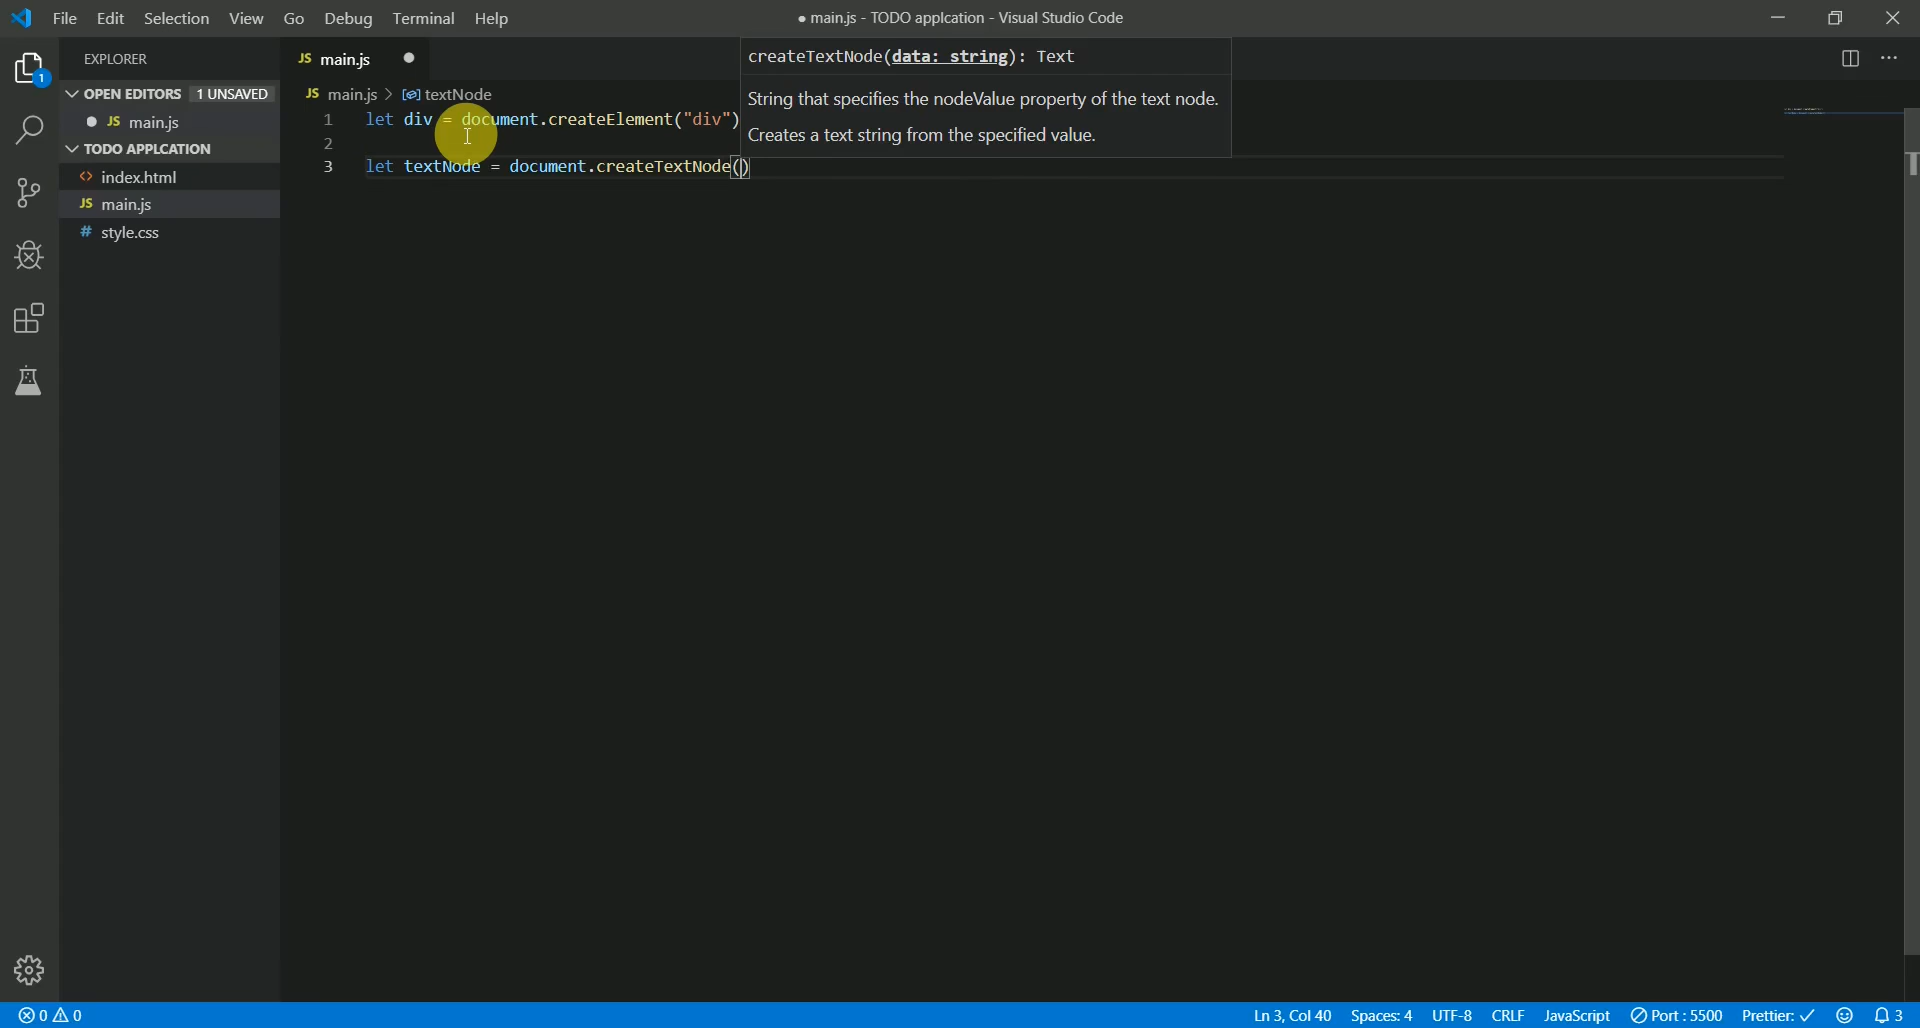 File Edit Selection View Go Debug Terminal Help
● main.js - TODO applcation - Visual Studio Code
1
EXPLORER
OPEN EDITORS 1 UNSAVED
JS main.js
TODO APPLCATION
<> index.html
JS main.js
# style.css
JS main.js
JS main.js > textNode
createTextNode(data: string): Text
String that specifies the nodeValue property of the text node.
Creates a text string from the specified value.
1 let div = document.createElement("div")
2
3 let textNode = document.createTextNode()
0 0
Ln 3, Col 40 Spaces: 4 UTF-8 CRLF JavaScript Port : 5500 Prettier: ✓ 3